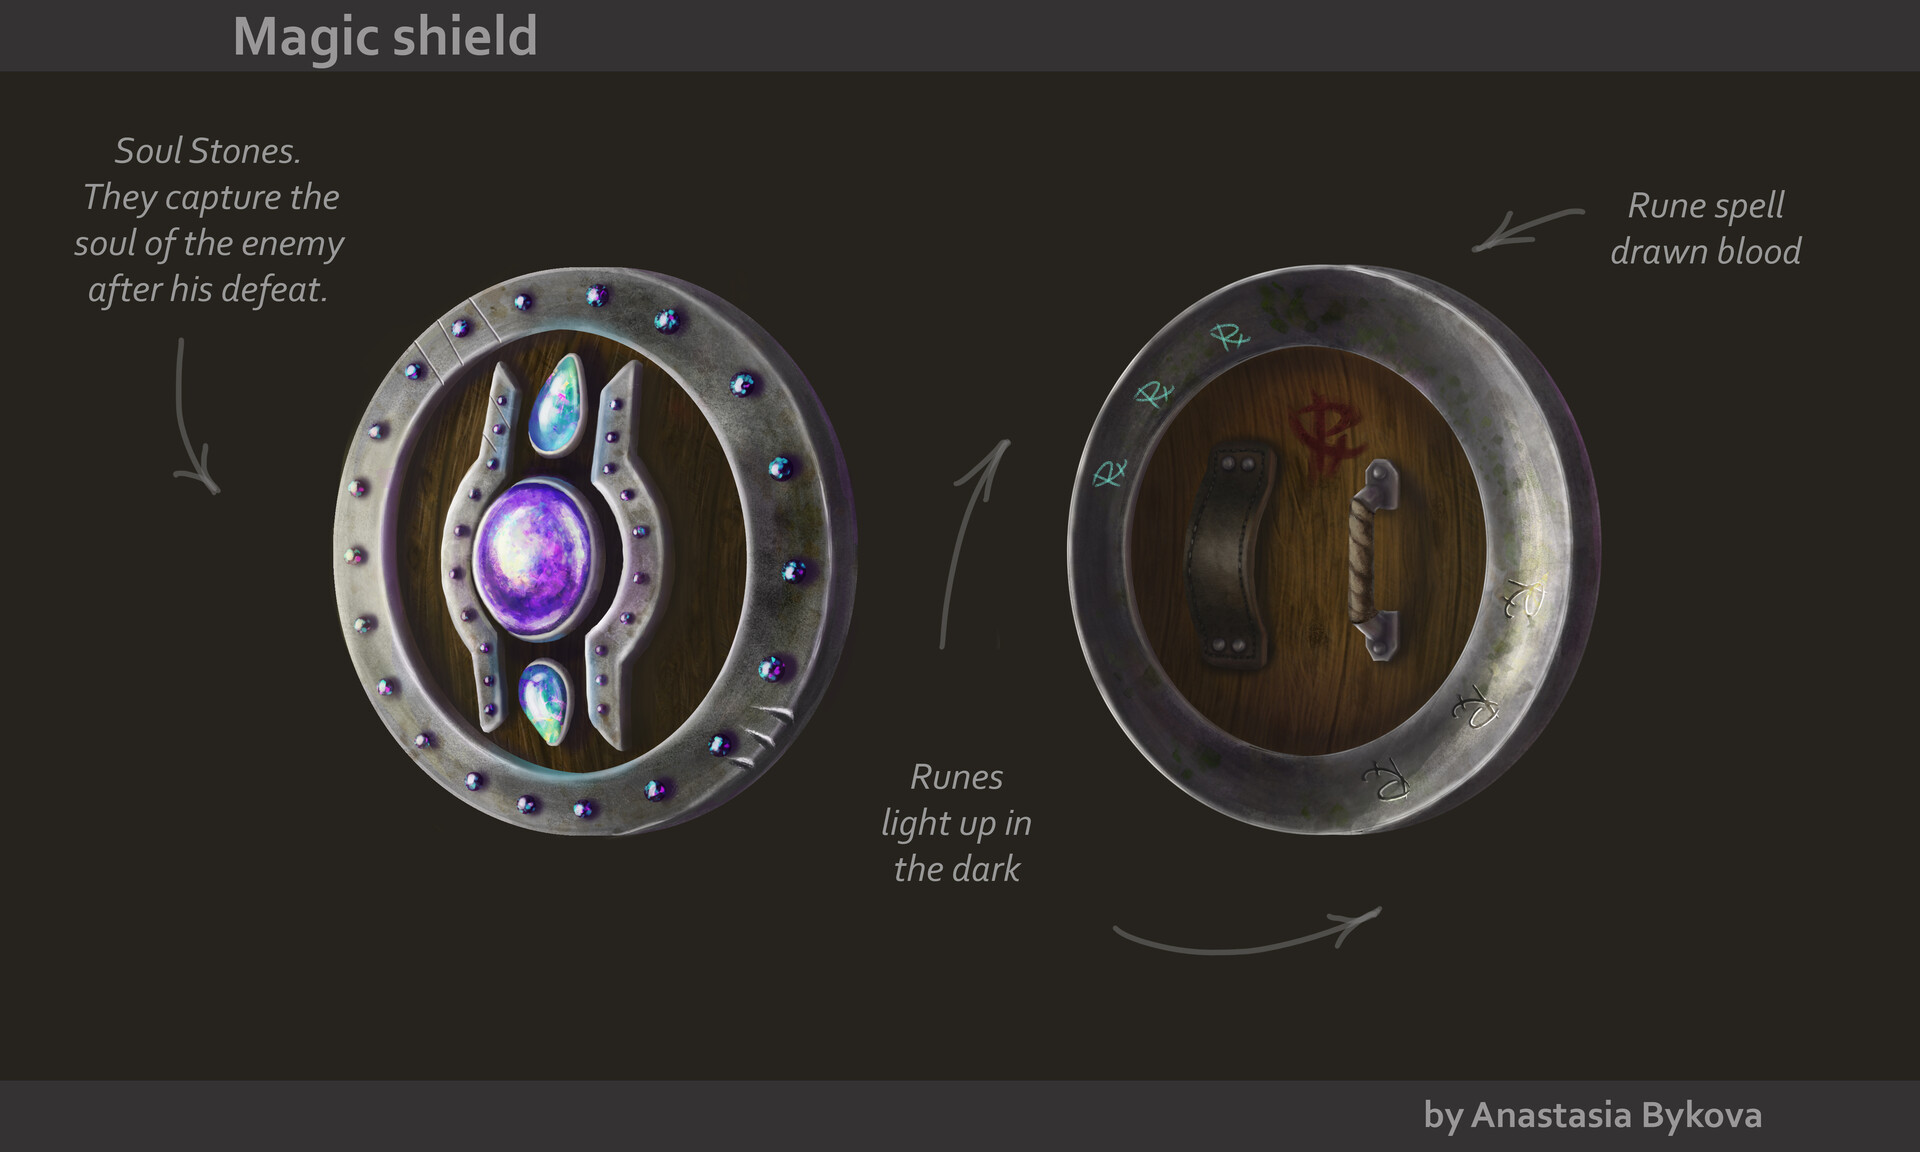 Magic shield
Soul Stones.
They capture the
soul of the enemy
after his defeat.
Rune spell
drawn blood
Runes
light up in
the dark
by Anastasia Bykova